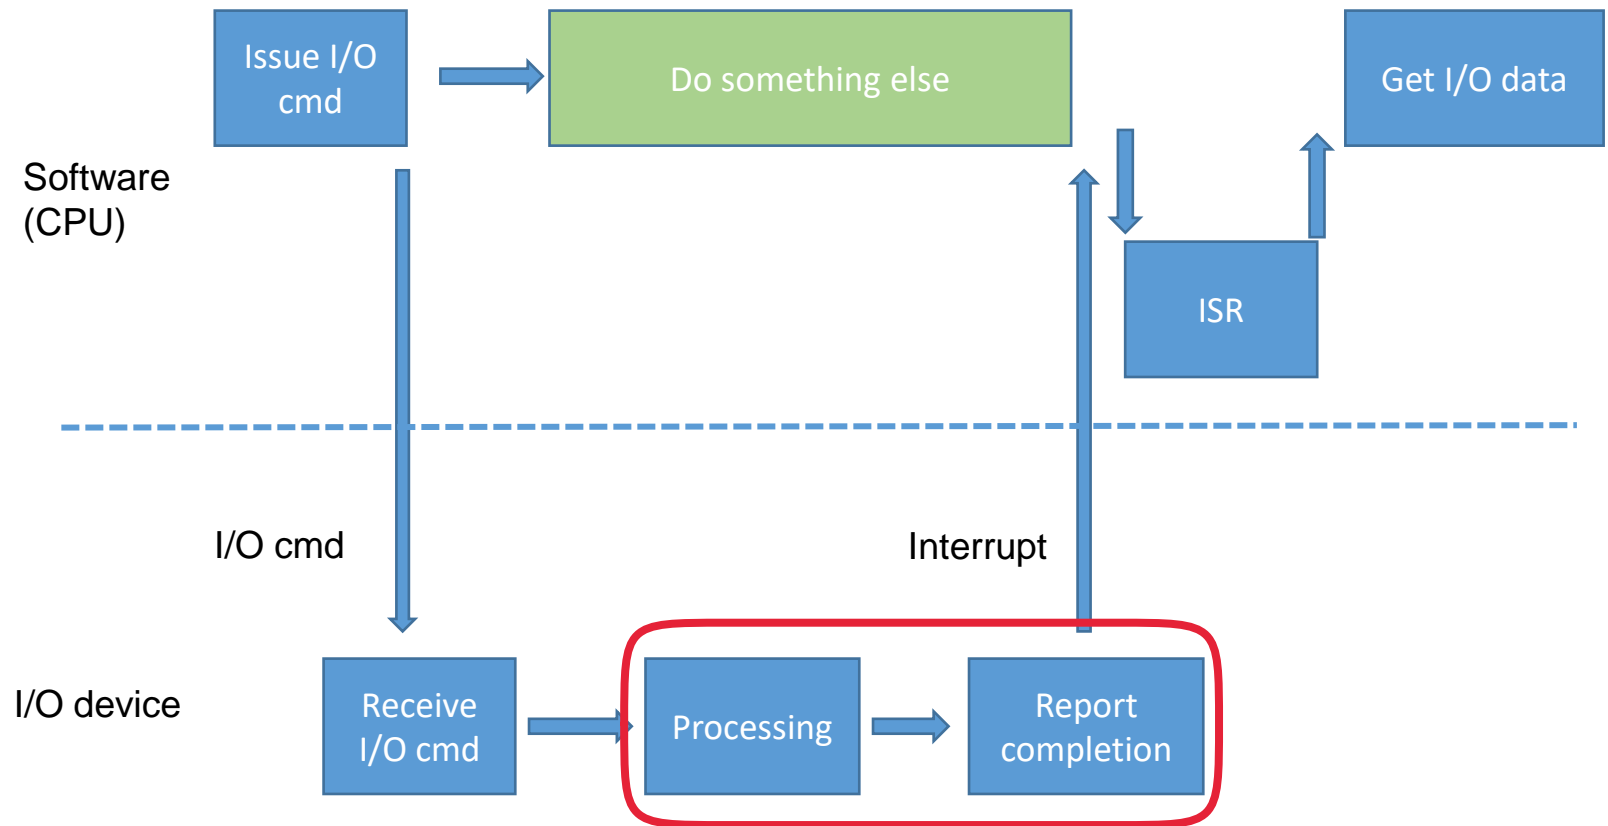 Issue I/O
cmd
Do something else
Get I/O data
Software
(CPU)
ISR
I/O cmd
Interrupt
I/O device
Receive
I/O cmd
Processing
Report
completion